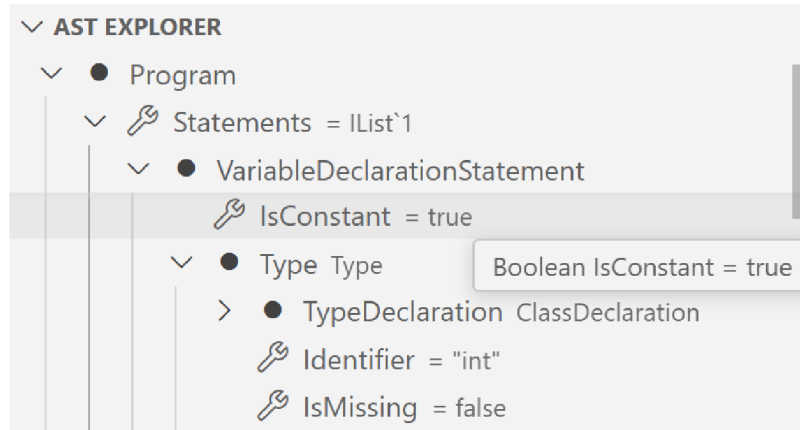 AST EXPLORER
Program
Statements = IList`1
VariableDeclarationStatement
IsConstant = true
Type Type
Boolean IsConstant = true
TypeDeclaration ClassDeclaration
Identifier = "int"
IsMissing = false